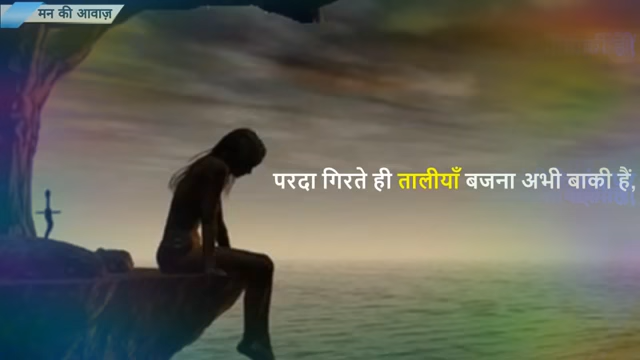 मन की आवाज़
परदा गिरते ही तालीयाँ बजना अभी बाकी हैं,